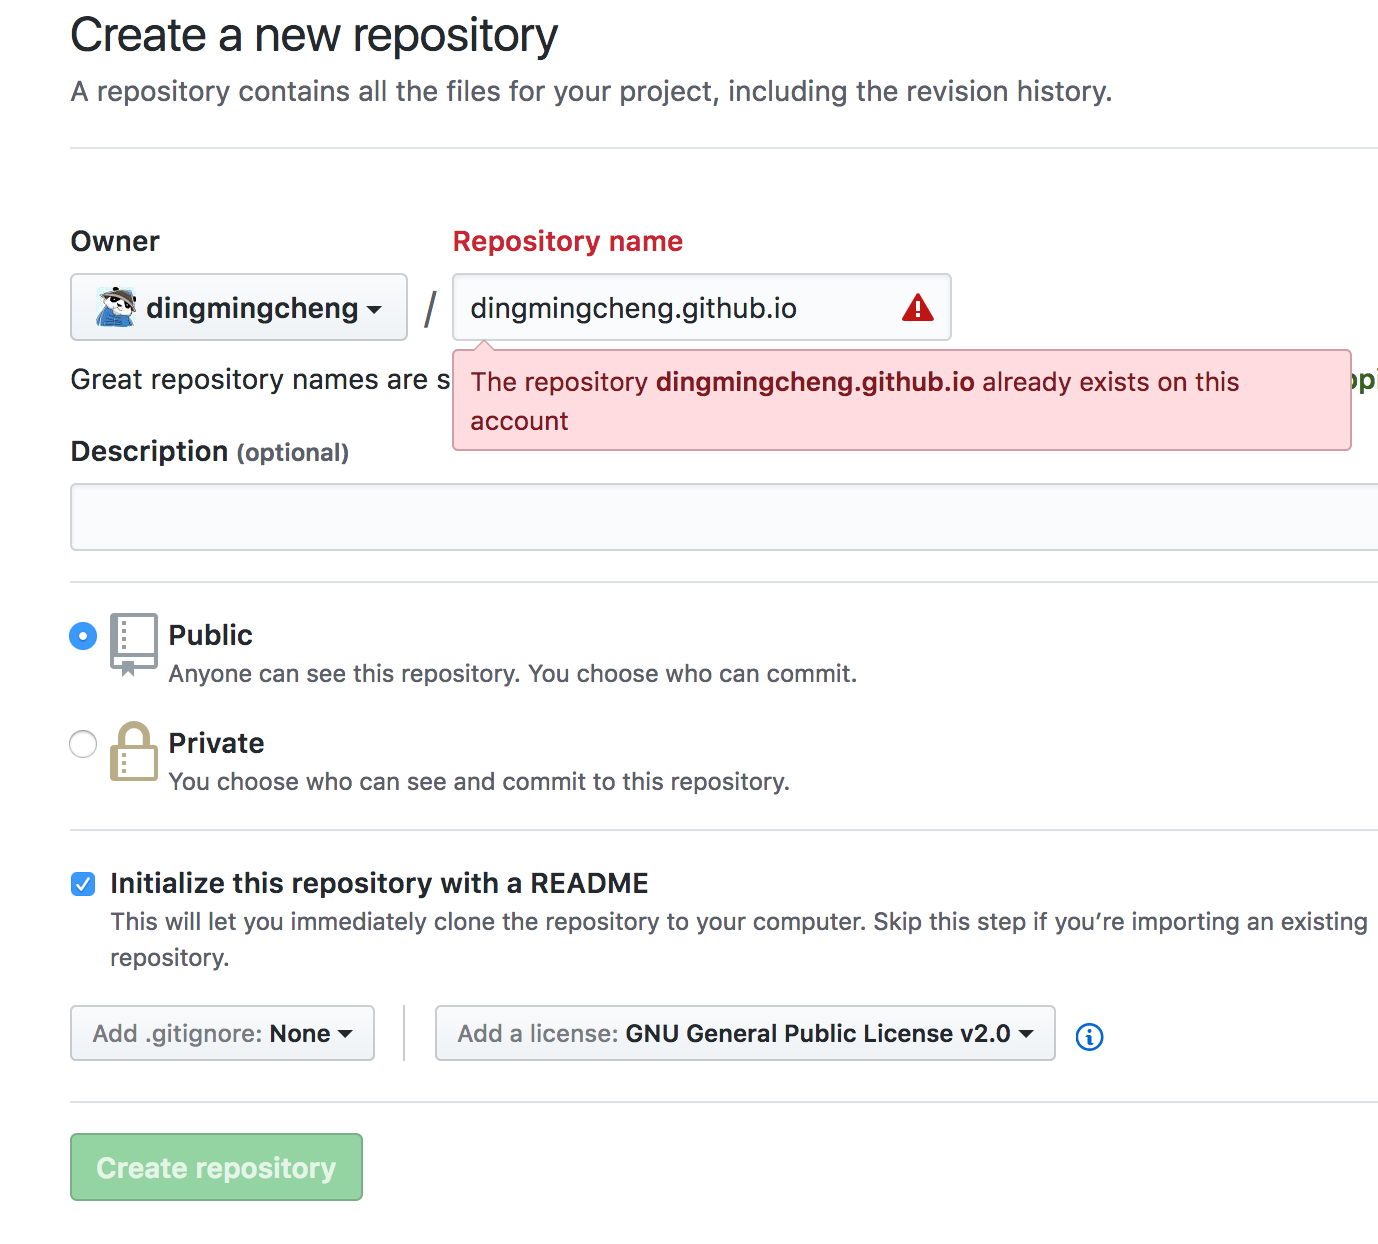 Create a new repository
A repository contains all the files for your project, including the revision history.
Owner
Repository name
dingmingcheng / dingmingcheng.github.io
Great repository names are s
The repository dingmingcheng.github.io already exists on this
account
Description (optional)
Public
Anyone can see this repository. You choose who can commit.
Private
You choose who can see and commit to this repository.
Initialize this repository with a README
This will let you immediately clone the repository to your computer. Skip this step if you’re importing an existing
repository.
Add .gitignore: None
Add a license: GNU General Public License v2.0
Create repository